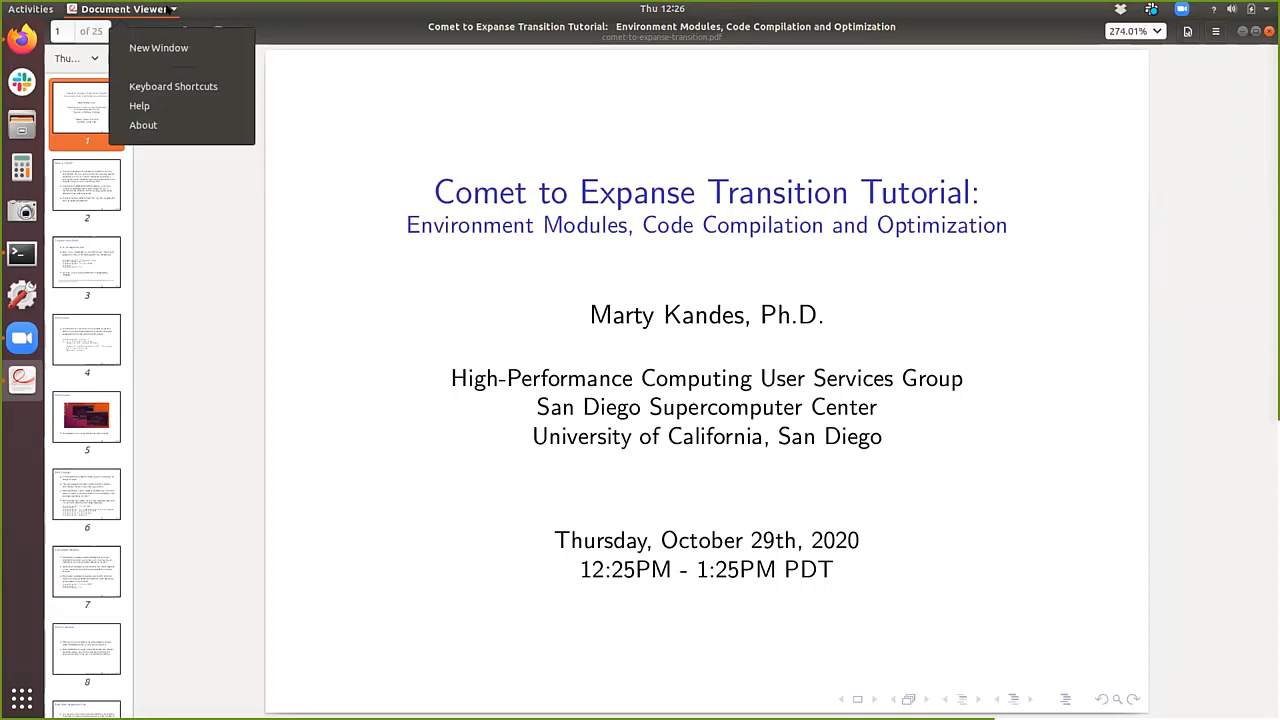 Activities
Document Viewer
Thu 12:26
1 of 25
Comet to Expanse Transition Tutorial: Environment Modules, Code Compilation and Optimization
comet-to-expanse-transition.pdf
274.01%
New Window
Thu...
Keyboard Shortcuts
Help
About
1
2
3
4
5
6
7
8
Comet to Expanse Transition Tutorial:
Environment Modules, Code Compilation and Optimization
Marty Kandes, Ph.D.
High-Performance Computing User Services Group
San Diego Supercomputer Center
University of California, San Diego
Thursday, October 29th, 2020
12:25PM - 1:25PM PDT